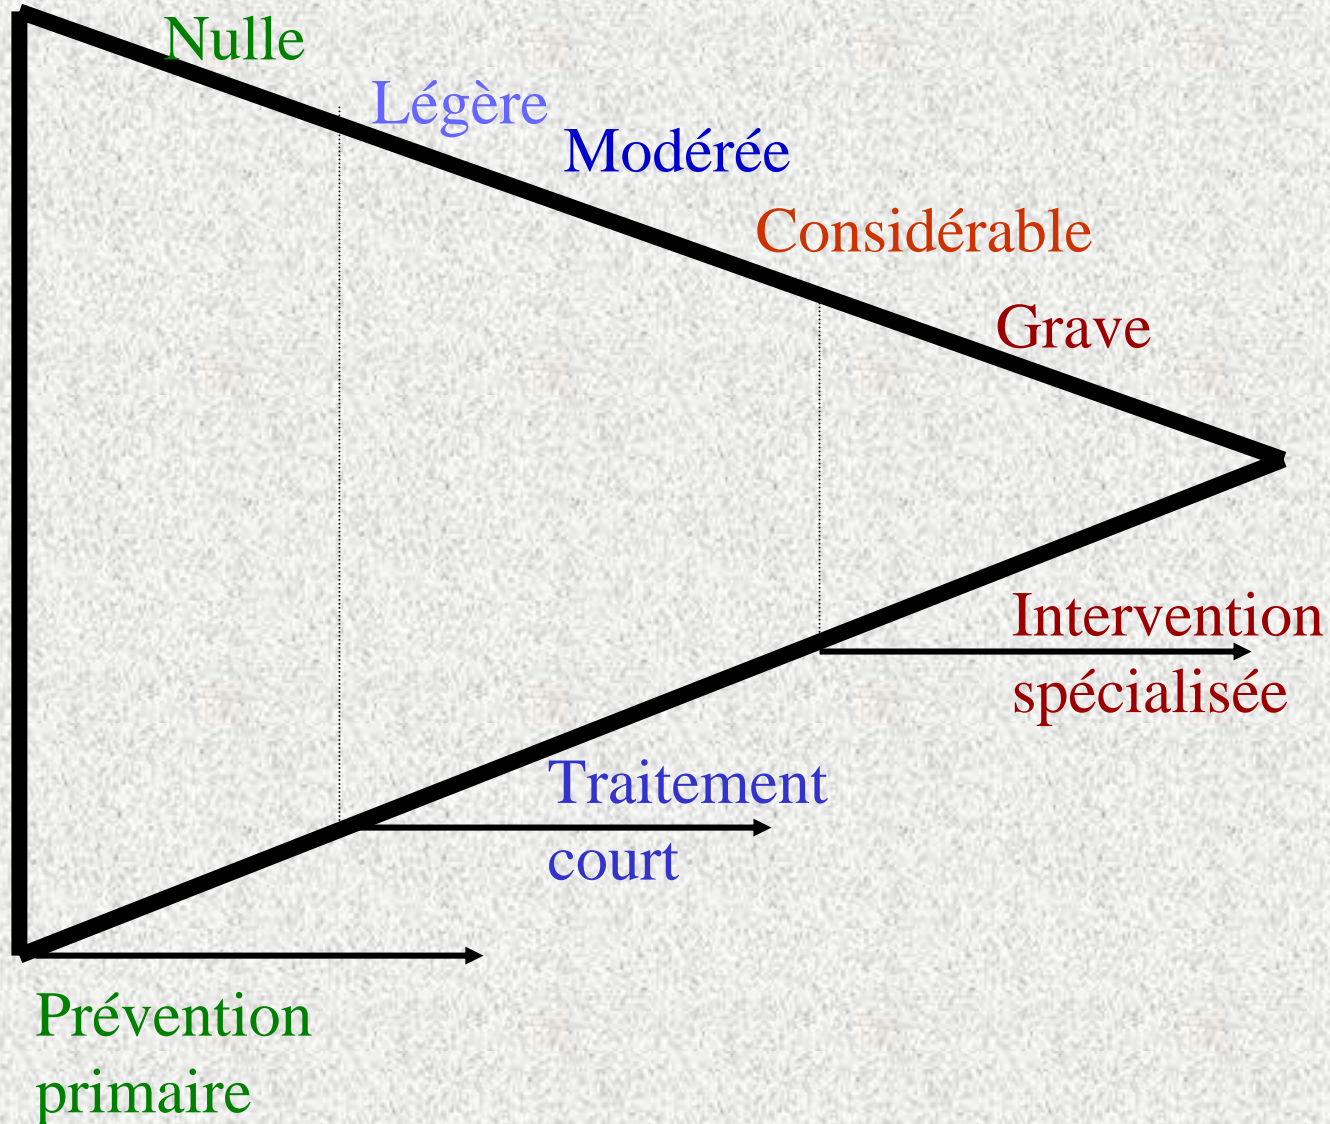 Nulle
Légère
Modérée
Considérable
Grave
Intervention
spécialisée
Traitement
court
Prévention
primaire